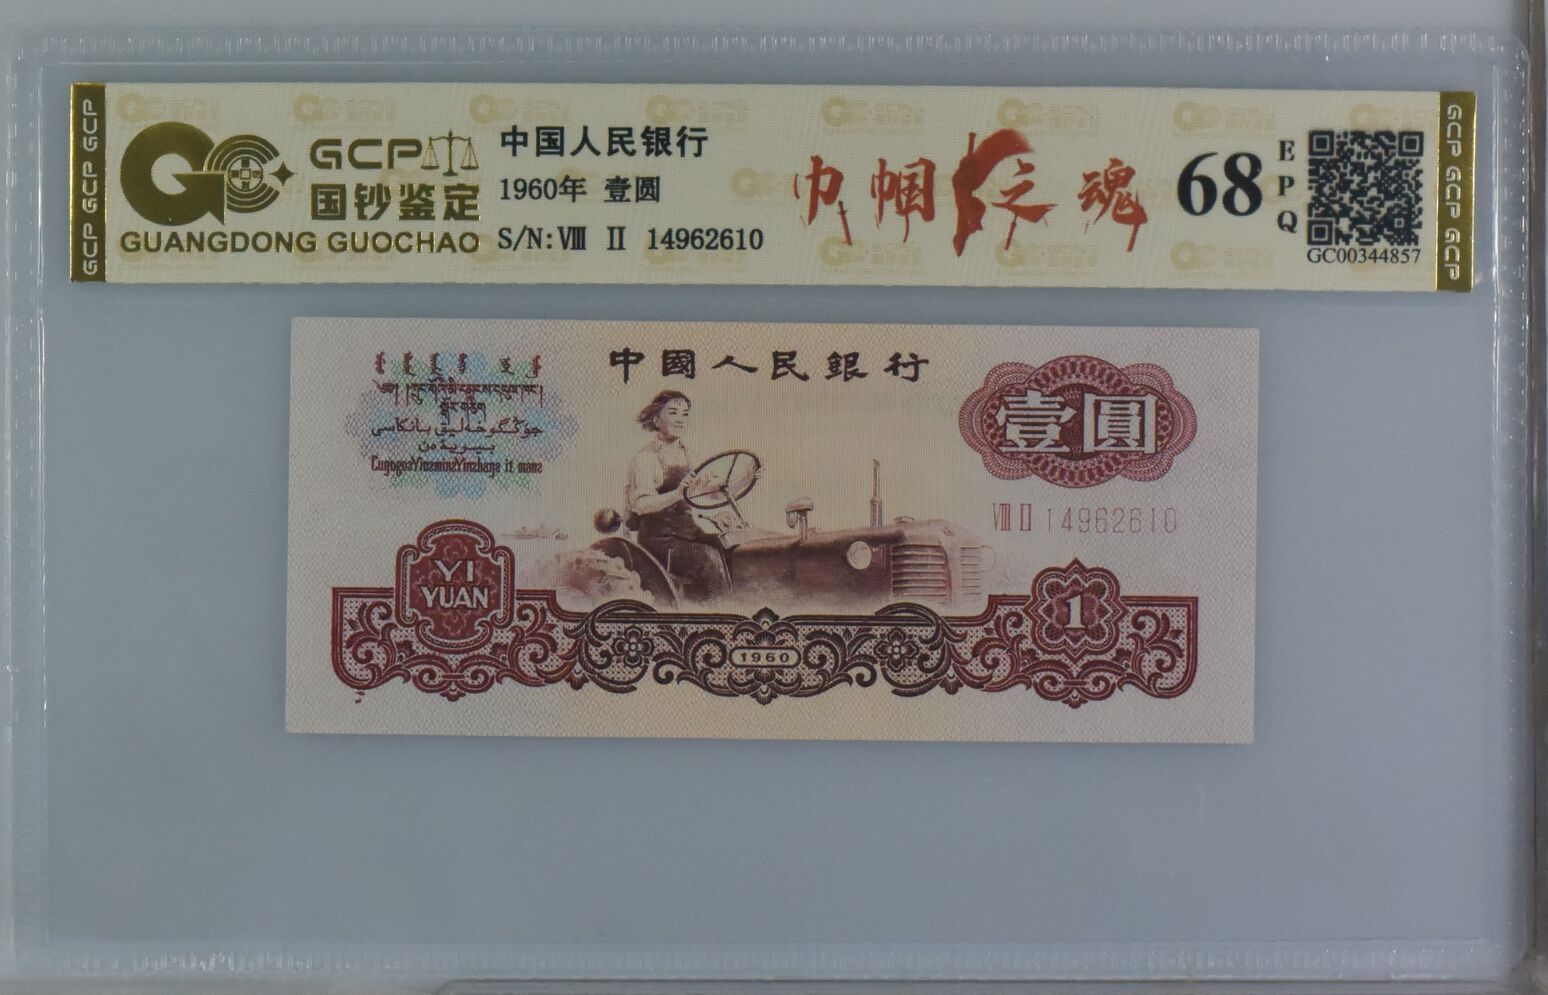 GCP GCP GCP
GCP
国钞鉴定
GUANGDONG GUOCHAO
中国人民银行
1960年 壹圆
S/N:Ⅷ Ⅱ 14962610
巾帼之魂
68
EPQ
GC00344857
GCP GCP GCP
中國人民銀行
壹圓
Ⅷ Ⅱ 14962610
YI
YUAN
1960
1